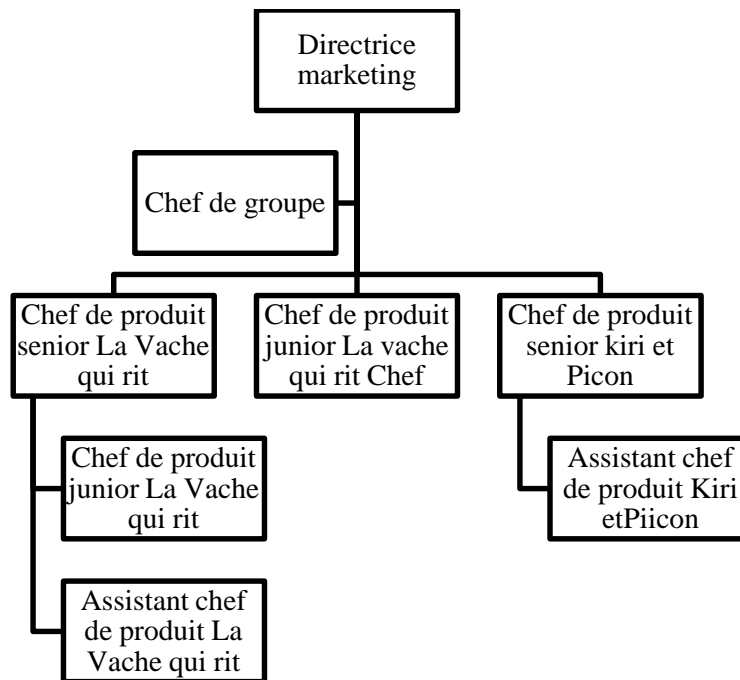 Directrice
marketing
Chef de groupe
Chef de produit
senior La Vache
qui rit
Chef de produit
junior La vache
qui rit Chef
Chef de produit
senior kiri et
Picon
Chef de produit
junior La Vache
qui rit
Assistant chef
de produit Kiri
etPiicon
Assistant chef
de produit La
Vache qui rit